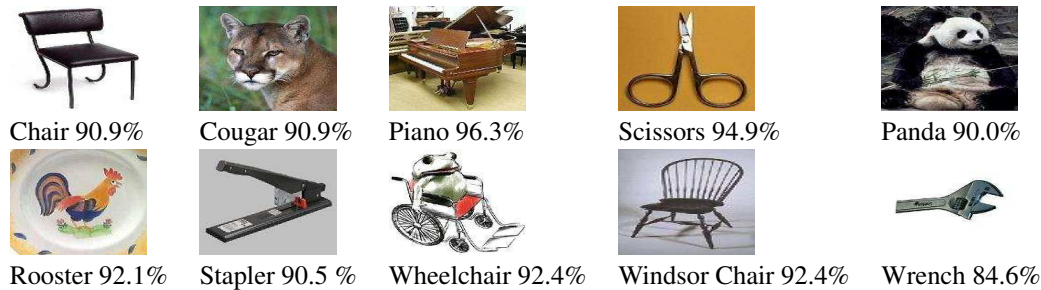 Chair 90.9%
Cougar 90.9%
Piano 96.3%
Scissors 94.9%
Panda 90.0%
Rooster 92.1%
Stapler 90.5 %
Wheelchair 92.4%
Windsor Chair 92.4%
Wrench 84.6%